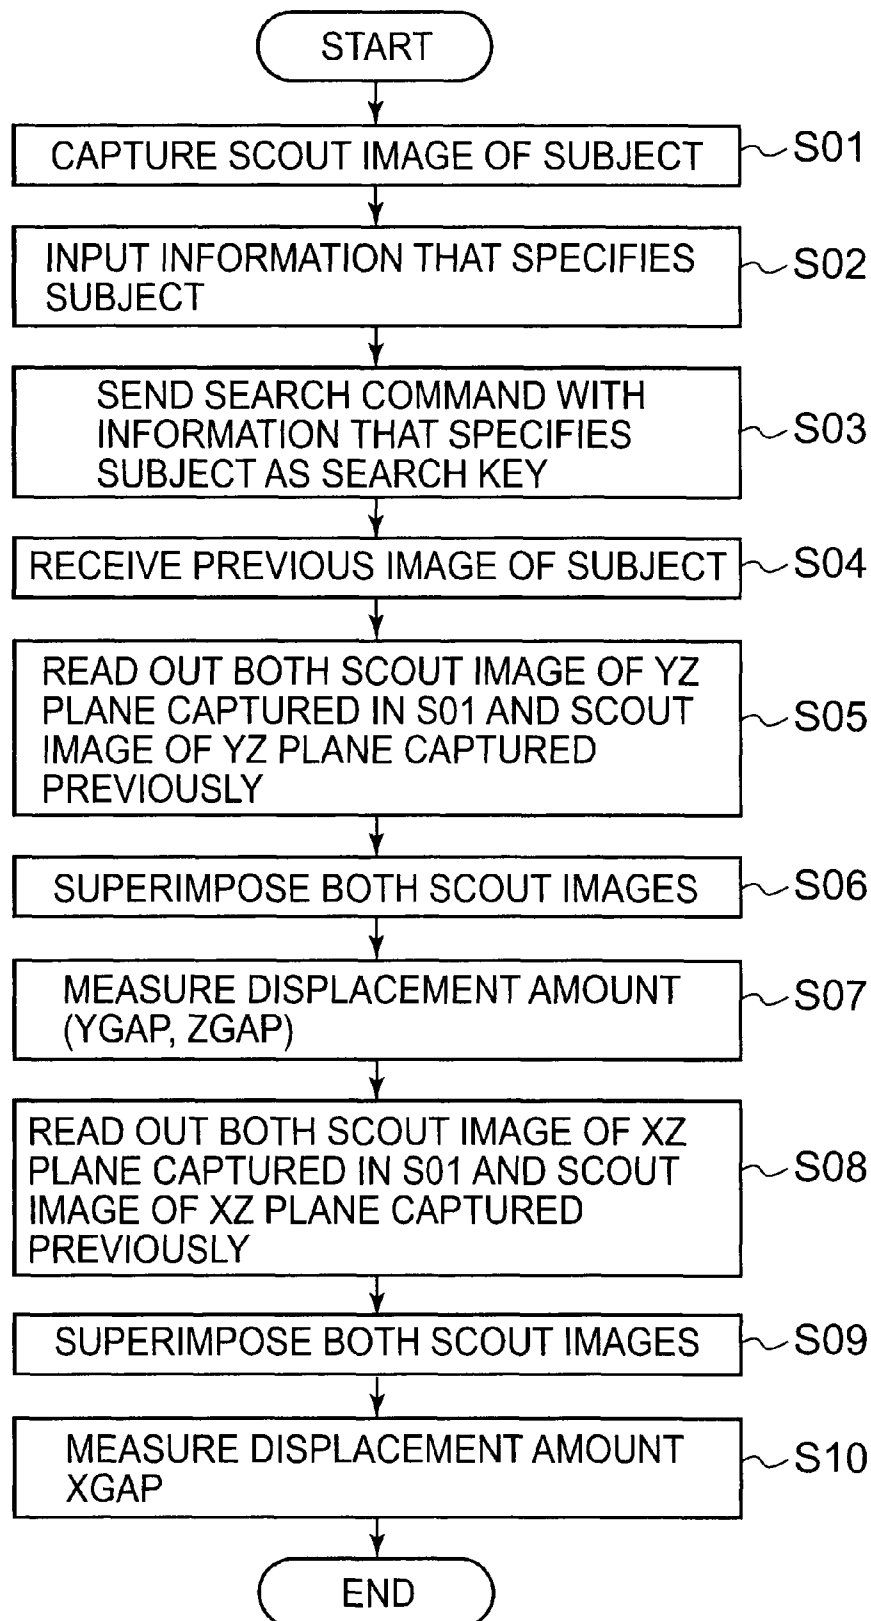 START
CAPTURE SCOUT IMAGE OF SUBJECT
S01
INPUT INFORMATION THAT SPECIFIES
SUBJECT
S02
SEND SEARCH COMMAND WITH
INFORMATION THAT SPECIFIES
SUBJECT AS SEARCH KEY
S03
RECEIVE PREVIOUS IMAGE OF SUBJECT
S04
READ OUT BOTH SCOUT IMAGE OF YZ
PLANE CAPTURED IN S01 AND SCOUT
IMAGE OF YZ PLANE CAPTURED
PREVIOUSLY
S05
SUPERIMPOSE BOTH SCOUT IMAGES
S06
MEASURE DISPLACEMENT AMOUNT
(YGAP, ZGAP)
S07
READ OUT BOTH SCOUT IMAGE OF XZ
PLANE CAPTURED IN S01 AND SCOUT
IMAGE OF XZ PLANE CAPTURED
PREVIOUSLY
S08
SUPERIMPOSE BOTH SCOUT IMAGES
S09
MEASURE DISPLACEMENT AMOUNT
XGAP
S10
END